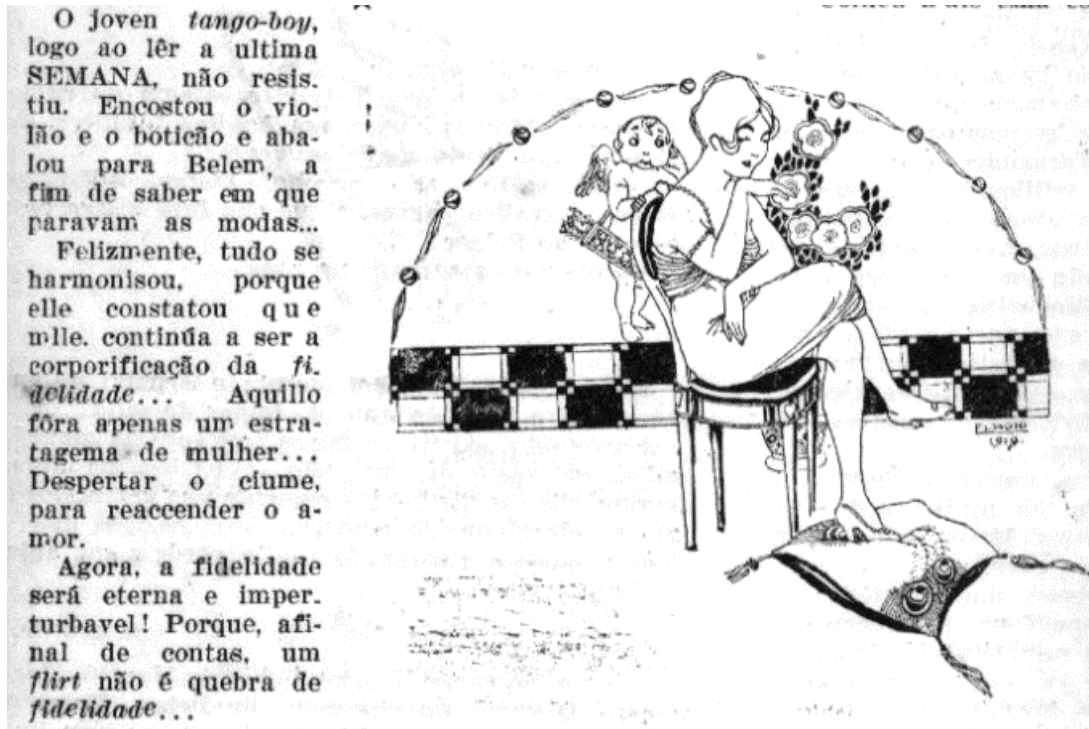 O joven tango-boy,
logo ao lêr a ultima
SEMANA, não resis.
tiu. Encostou o vio-
lão e o boticão e aba-
lou para Belem, a
fim de saber em que
paravam as modas...
Felizmente, tudo se
harmonisou, porque
elle constatou que
mlle. continúa a ser a
corporificação da fi.
delidade... Aquillo
fôra apenas um estra-
tagema de mulher...
Despertar o ciume,
para reaccender o a-
mor.
Agora, a fidelidade
será eterna e imper.
turbavel! Porque, afi-
nal de contas, um
flirt não é quebra de
fidelidade...